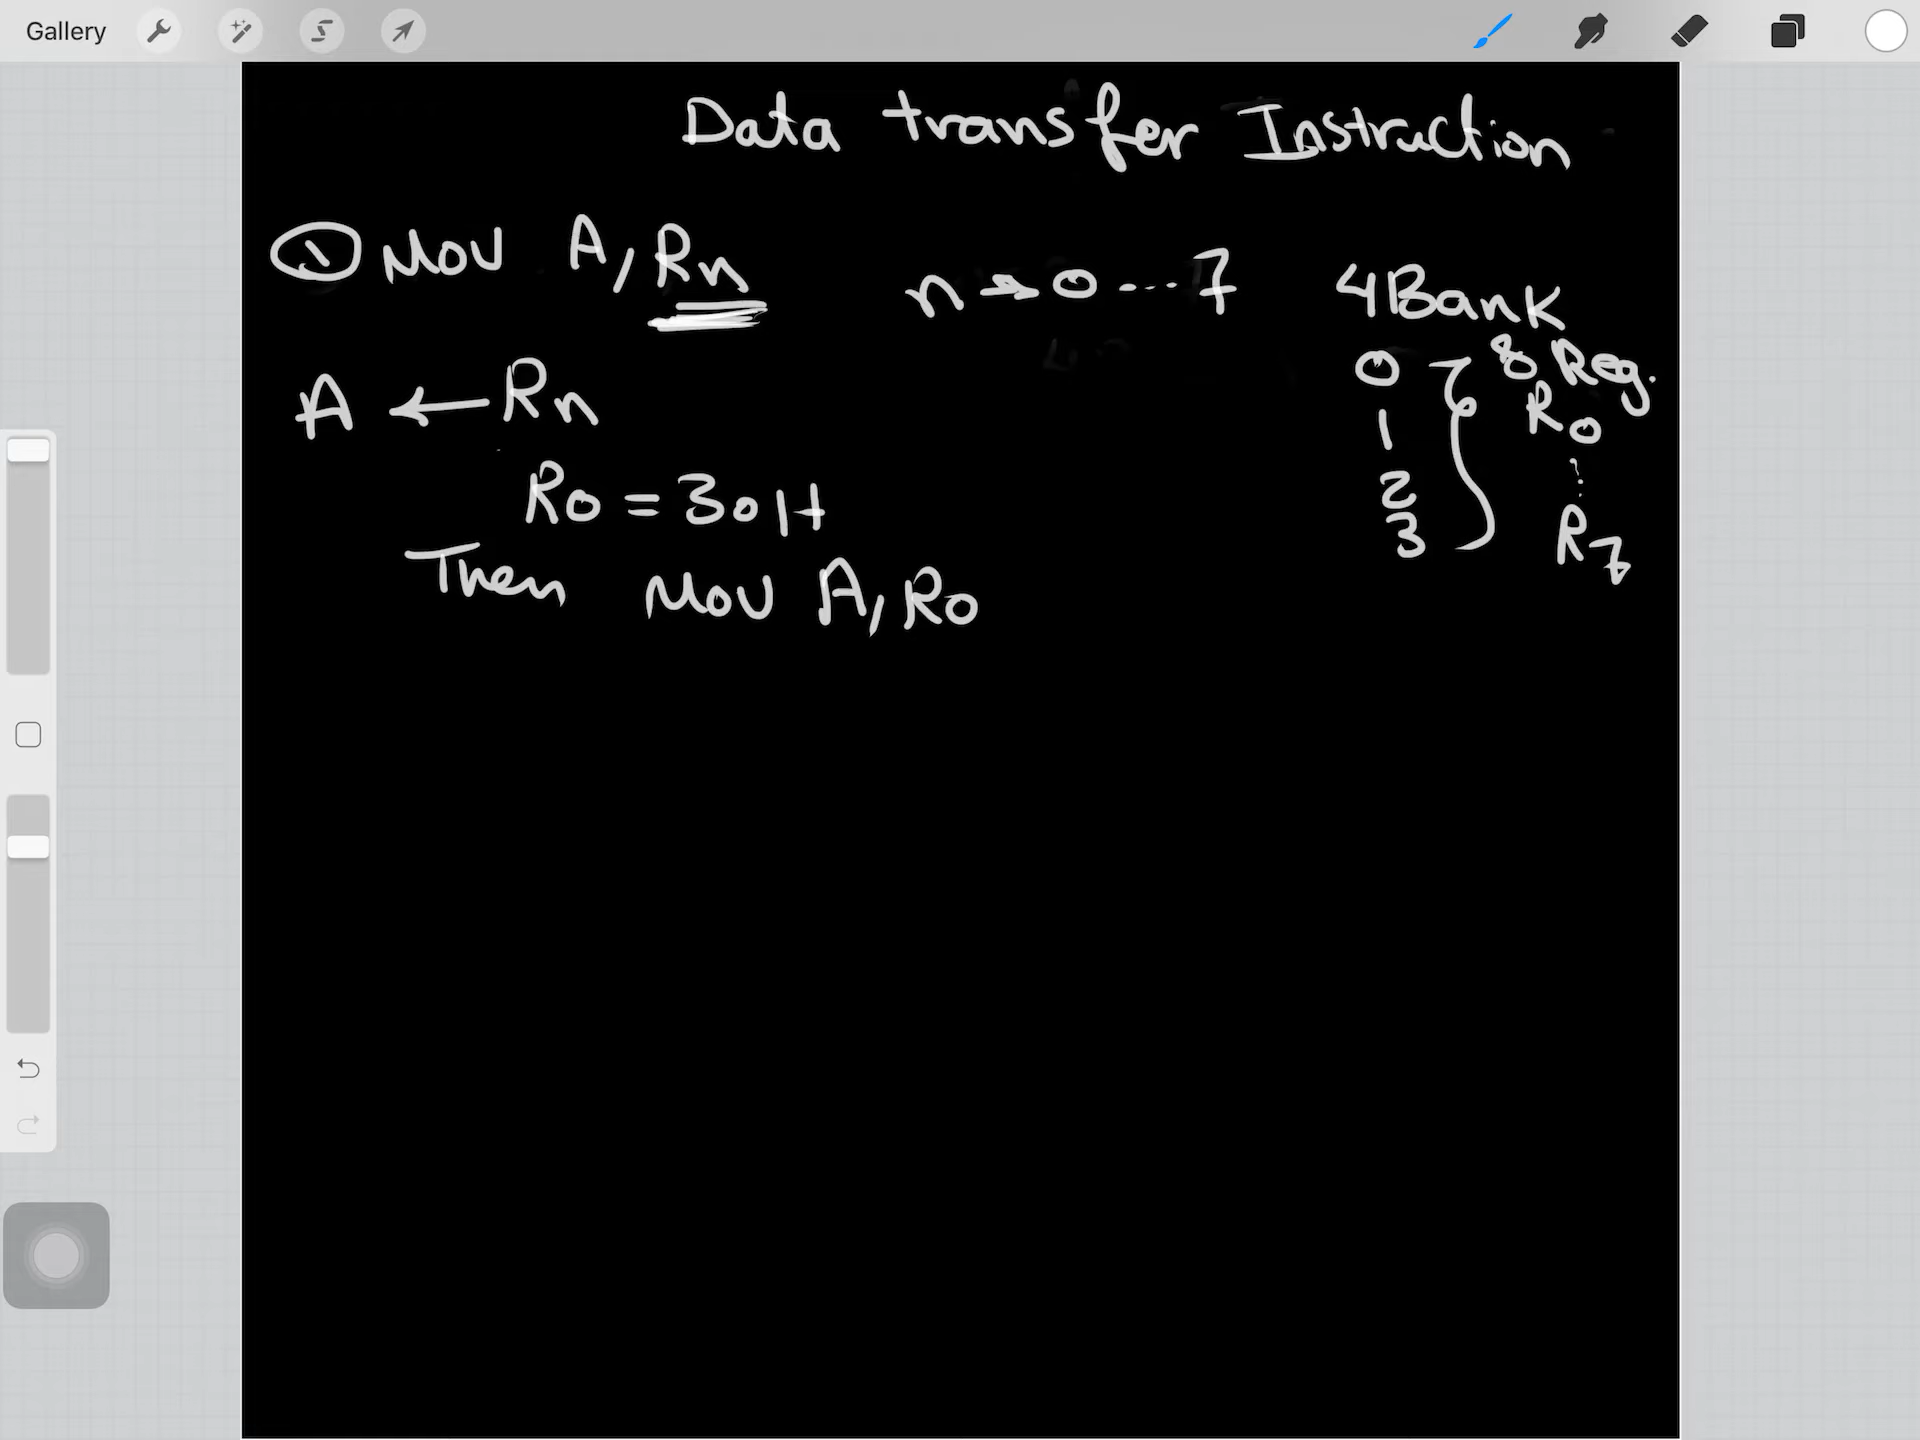 Gallery
Data transfer Instruction
① Mov A, Rn n → 0 ... 7 4 Bank
0 8 Reg.
A ← Rn R0
1
R0 = 30H 2
Then Mov A, R0 3 R7